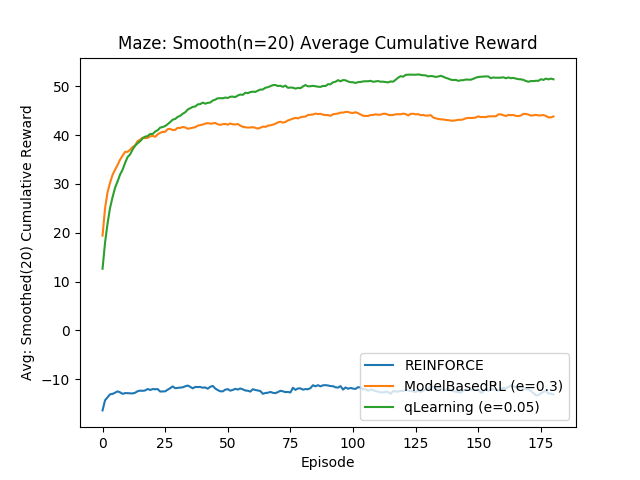 Maze: Smooth(n=20) Average Cumulative Reward
Avg: Smoothed(20) Cumulative Reward
50
40
30
20
10
0
−10
REINFORCE
ModelBasedRL (e=0.3)
qLearning (e=0.05)
0 25 50 75 100 125 150 175
Episode